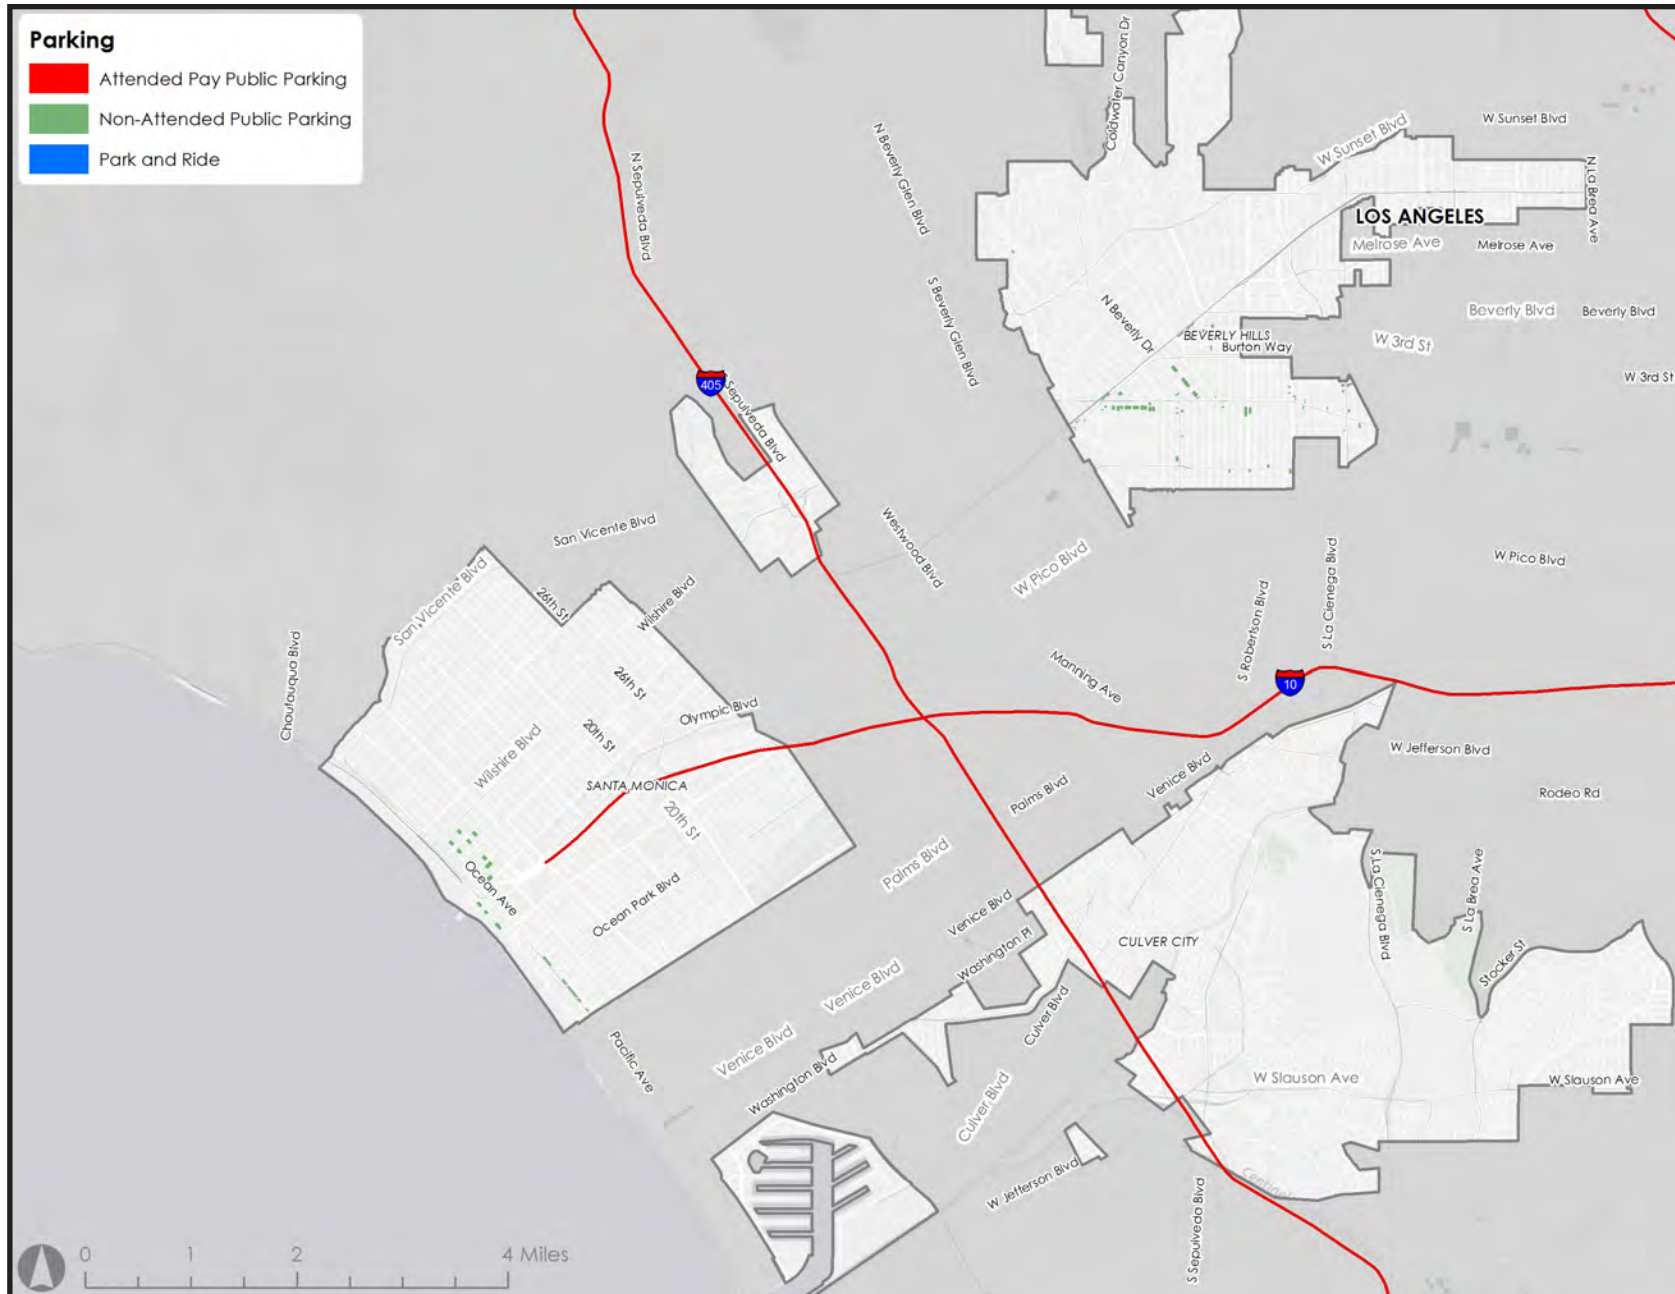 Parking
Attended Pay Public Parking
Non-Attended Public Parking
Park and Ride
Coldwater Canyon Dr
W Sunset Blvd
W Sunset Blvd
N Beverly Glen Blvd
N Sepulveda Blvd
N La Brea Ave
LOS ANGELES
Melrose Ave
Melrose Ave
S Beverly Glen Blvd
N Beverly Dr
Beverly Blvd
Beverly Blvd
BEVERLY HILLS
Burton Way
W 3rd St
W 3rd St
405
Sepulveda Blvd
San Vicente Blvd
Westwood Blvd
W Pico Blvd
W Pico Blvd
San Vicente Blvd
26th St
Wilshire Blvd
S Robertson Blvd
S La Cienega Blvd
Chautauqua Blvd
26th St
Manning Ave
10
Olympic Blvd
20th St
Wilshire Blvd
W Jefferson Blvd
SANTA MONICA
Palms Blvd
Venice Blvd
Rodeo Rd
20th St
Palms Blvd
Ocean Ave
Ocean Park Blvd
Venice Blvd
S La Cienega Blvd
S La Brea Ave
CULVER CITY
Washington Pl
Stocker St
Venice Blvd
Culver Blvd
Venice Blvd
Pacific Ave
Washington Blvd
W Slauson Ave
W Slauson Ave
Culver Blvd
W Jefferson Blvd
S Sepulveda Blvd
0 1 2 4 Miles